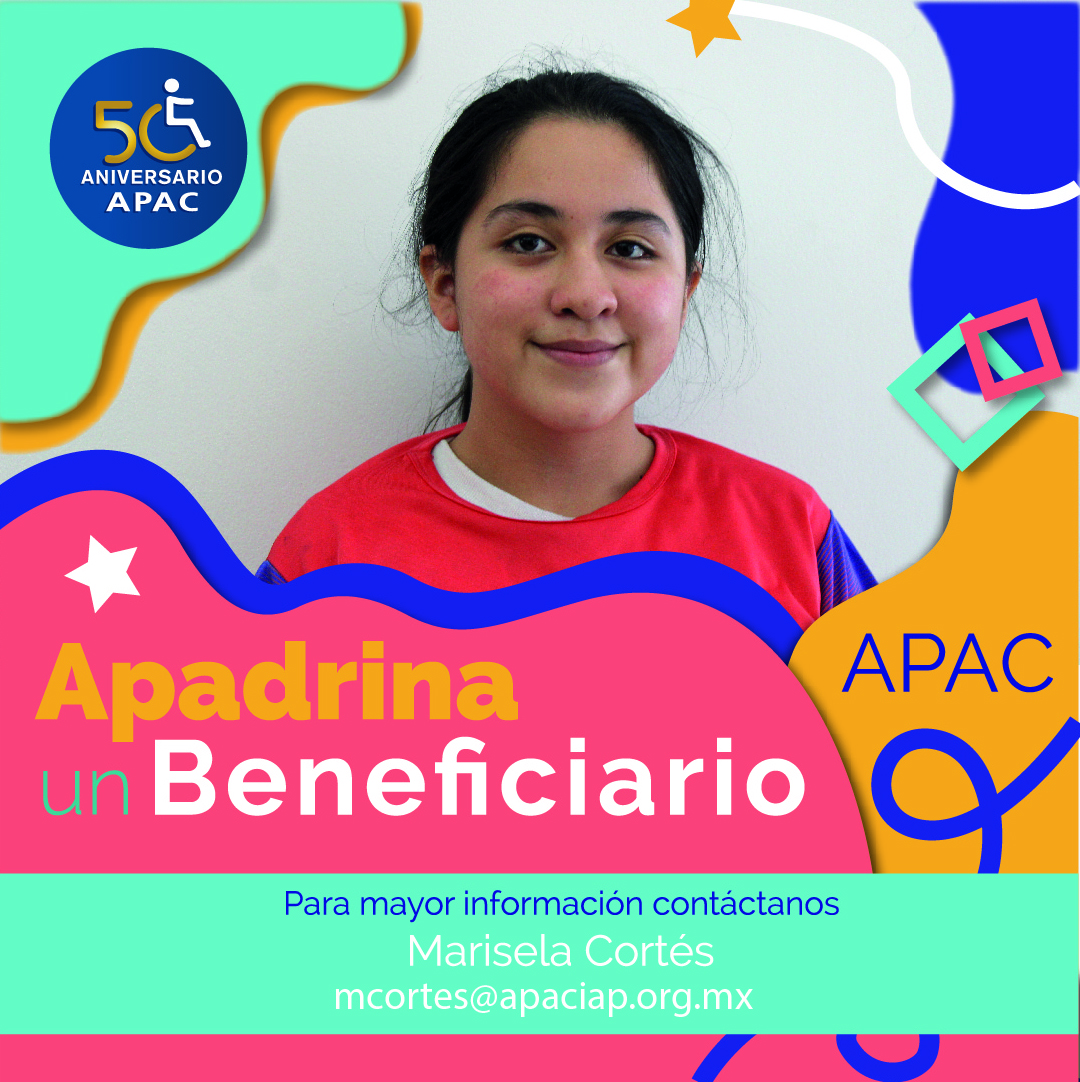 50
ANIVERSARIO
APAC
Apadrina
un Beneficiario
APAC
Para mayor información contáctanos
Marisela Cortés
mcortes@apaciap.org.mx